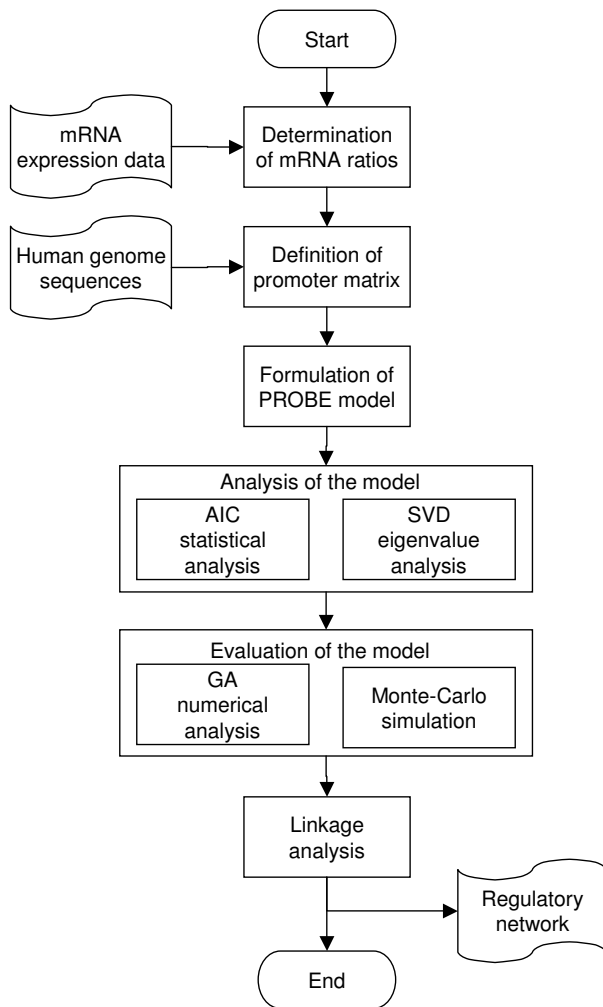 Start
mRNA
expression data
Determination
of mRNA ratios
Human genome
sequences
Definition of
promoter matrix
Formulation of
PROBE model
Analysis of the model
AIC
statistical
analysis
SVD
eigenvalue
analysis
Evaluation of the model
GA
numerical
analysis
Monte-Carlo
simulation
Linkage
analysis
Regulatory
network
End